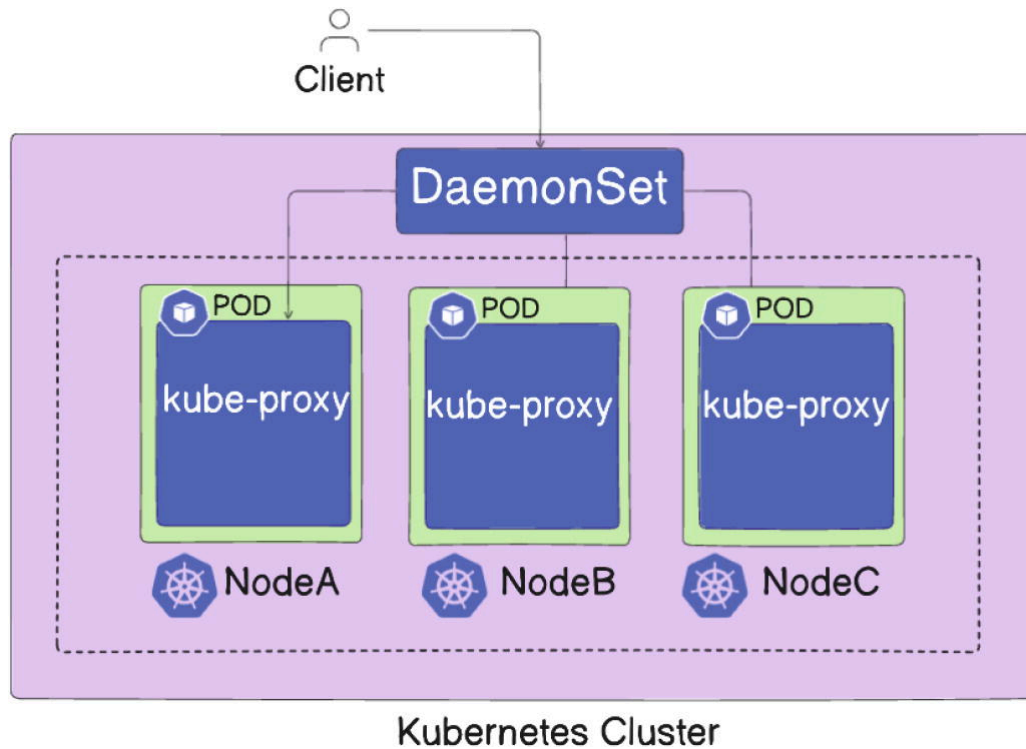 Client
DaemonSet
POD
POD
POD
kube-proxy
kube-proxy
kube-proxy
NodeA
NodeB
NodeC
Kubernetes Cluster